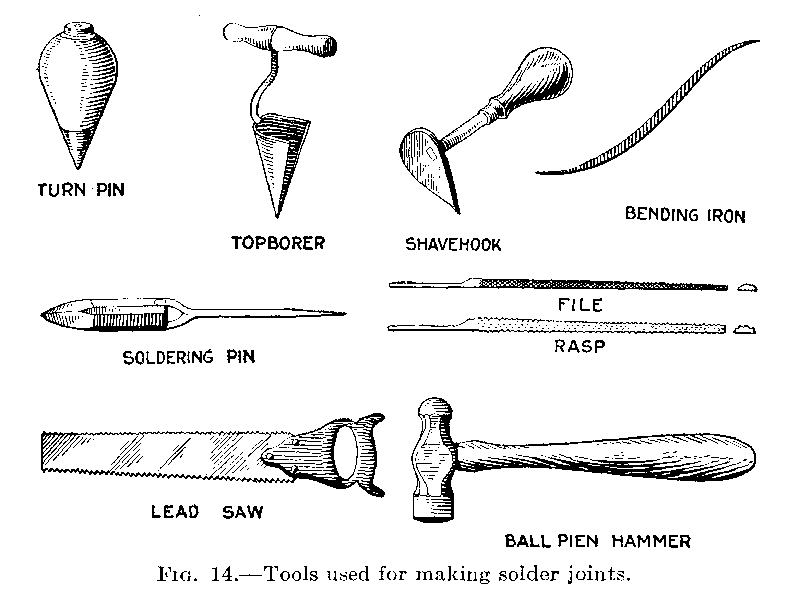 TURN PIN
TOPBORER
SHAVEHOOK
BENDING IRON
SOLDERING PIN
FILE
RASP
LEAD SAW
BALL PIEN HAMMER
FIG. 14.—Tools used for making solder joints.